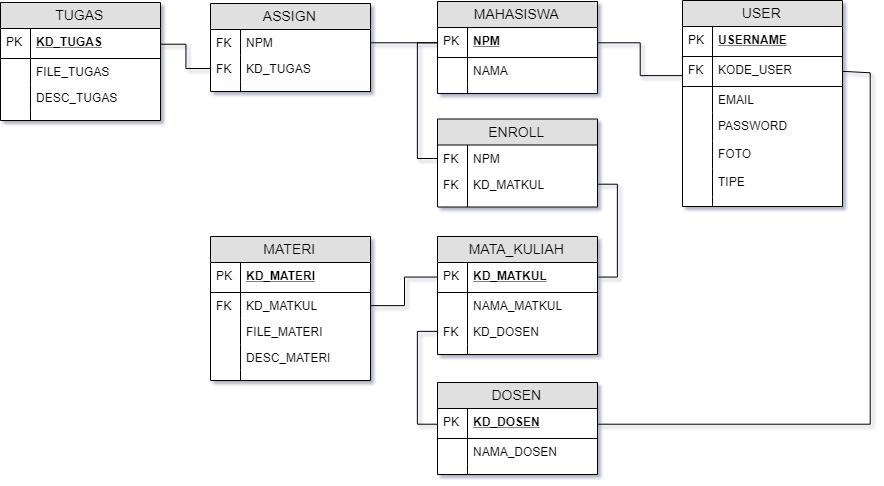 TUGAS
PK KD_TUGAS
FILE_TUGAS
DESC_TUGAS
ASSIGN
FK NPM
FK KD_TUGAS
MAHASISWA
PK NPM
NAMA
USER
PK USERNAME
FK KODE_USER
EMAIL
PASSWORD
FOTO
TIPE
ENROLL
FK NPM
FK KD_MATKUL
MATERI
PK KD_MATERI
FK KD_MATKUL
FILE_MATERI
DESC_MATERI
MATA_KULIAH
PK KD_MATKUL
NAMA_MATKUL
FK KD_DOSEN
DOSEN
PK KD_DOSEN
NAMA_DOSEN